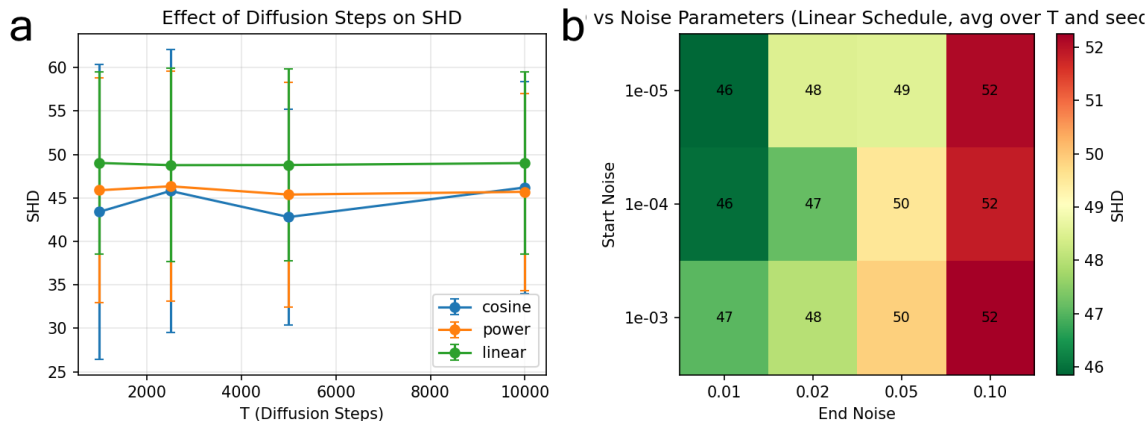 a
Effect of Diffusion Steps on SHD
60
55
50
45
40
35
30
25
SHD
2000
4000
6000
8000
10000
T (Diffusion Steps)
cosine
power
linear
b
vs Noise Parameters (Linear Schedule, avg over T and seed
1e-05
1e-04
1e-03
Start Noise
46 48 49 52
46 47 50 52
47 48 50 52
0.01
0.02
0.05
0.10
End Noise
52
51
50
49
48
47
46
SHD